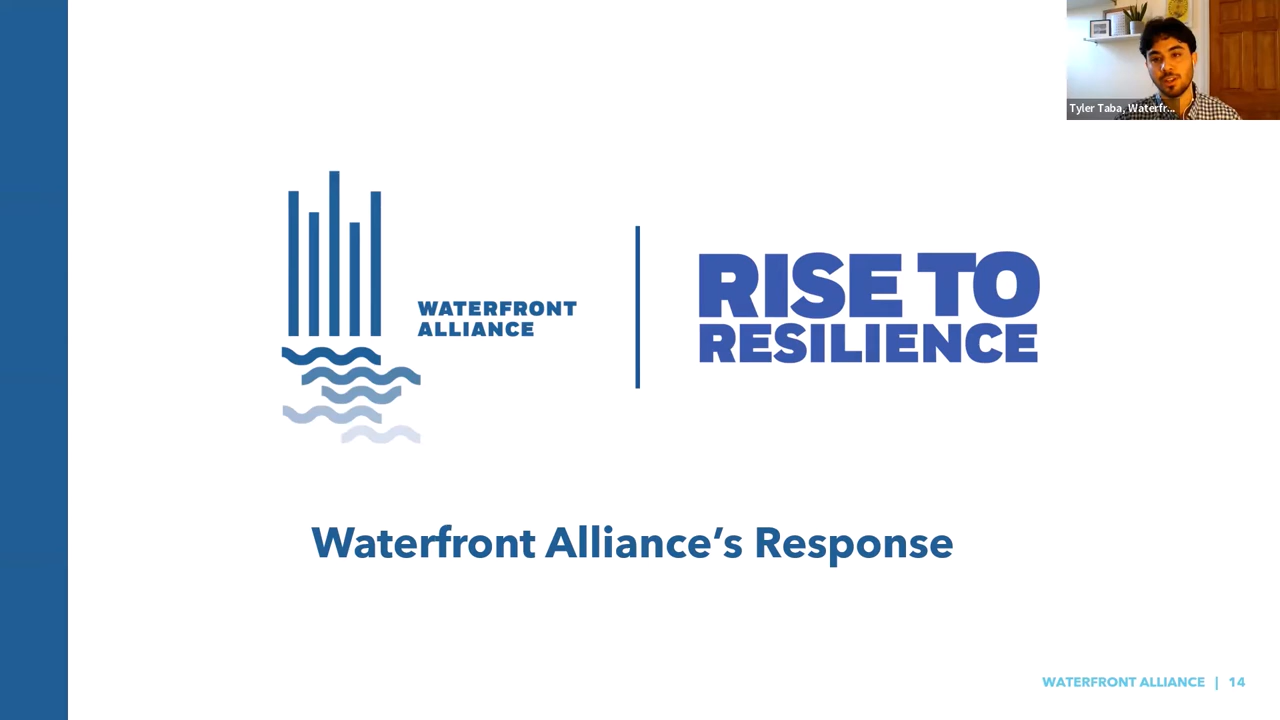 Tyler Taba, Waterfr...
WATERFRONT
ALLIANCE
RISE TO
RESILIENCE
Waterfront Alliance’s Response
WATERFRONT ALLIANCE | 14